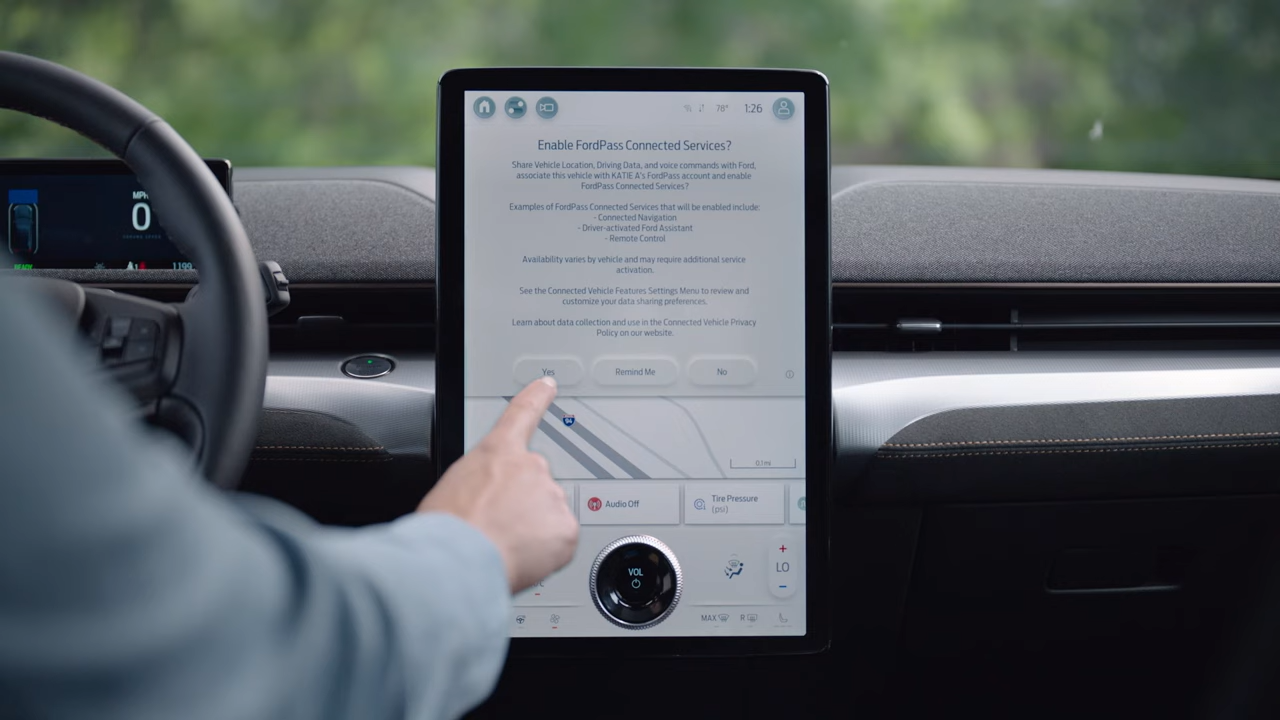 78°
1:26
Enable FordPass Connected Services?
Share Vehicle Location, Driving Data, and voice commands with Ford,
associate this vehicle with KATIE A's FordPass account and enable
FordPass Connected Services?
Examples of FordPass Connected Services that will be enabled include:
- Connected Navigation
- Driver-activated Ford Assistant
- Remote Control
Availability varies by vehicle and may require additional service
activation.
See the Connected Vehicle Features Settings Menu to review and
customize your data sharing preferences.
Learn about data collection and use in the Connected Vehicle Privacy
Policy on our website.
Yes
Remind Me
No
MPH
0
READY
1199
94
0.1mi
Audio Off
Tire Pressure
(psi)
VOL
LO
MAX
R